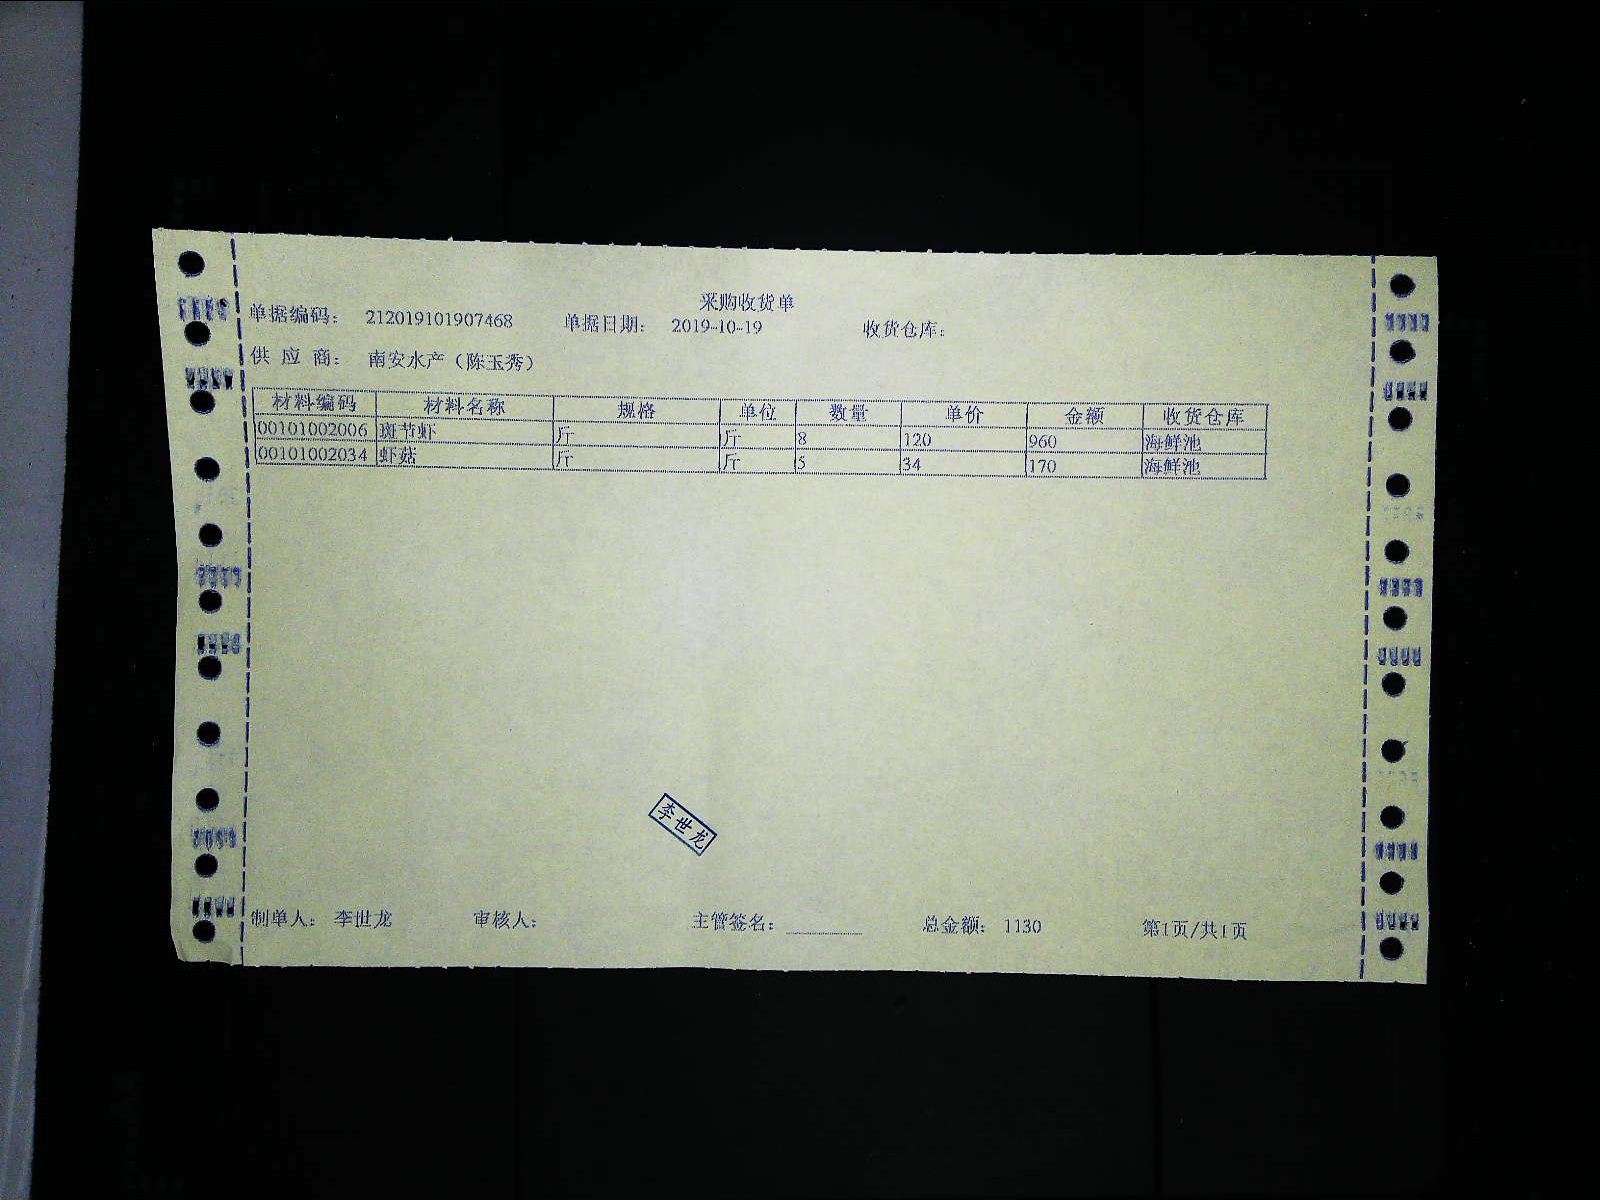 采购收货单
单据编码： 212019101907468 单据日期： 2019-10-19 收货仓库：
供 应 商： 南安水产（陈玉秀）
材料编码 材料名称 规格 单位 数量 单价 金额 收货仓库
00101002006 斑节虾 斤 斤 8 120 960 海鲜池
00101002034 虾菇 斤 斤 5 34 170 海鲜池
李世龙
制单人： 李世龙 审核人： 主管签名： 总金额： 1130 第1页/共1页